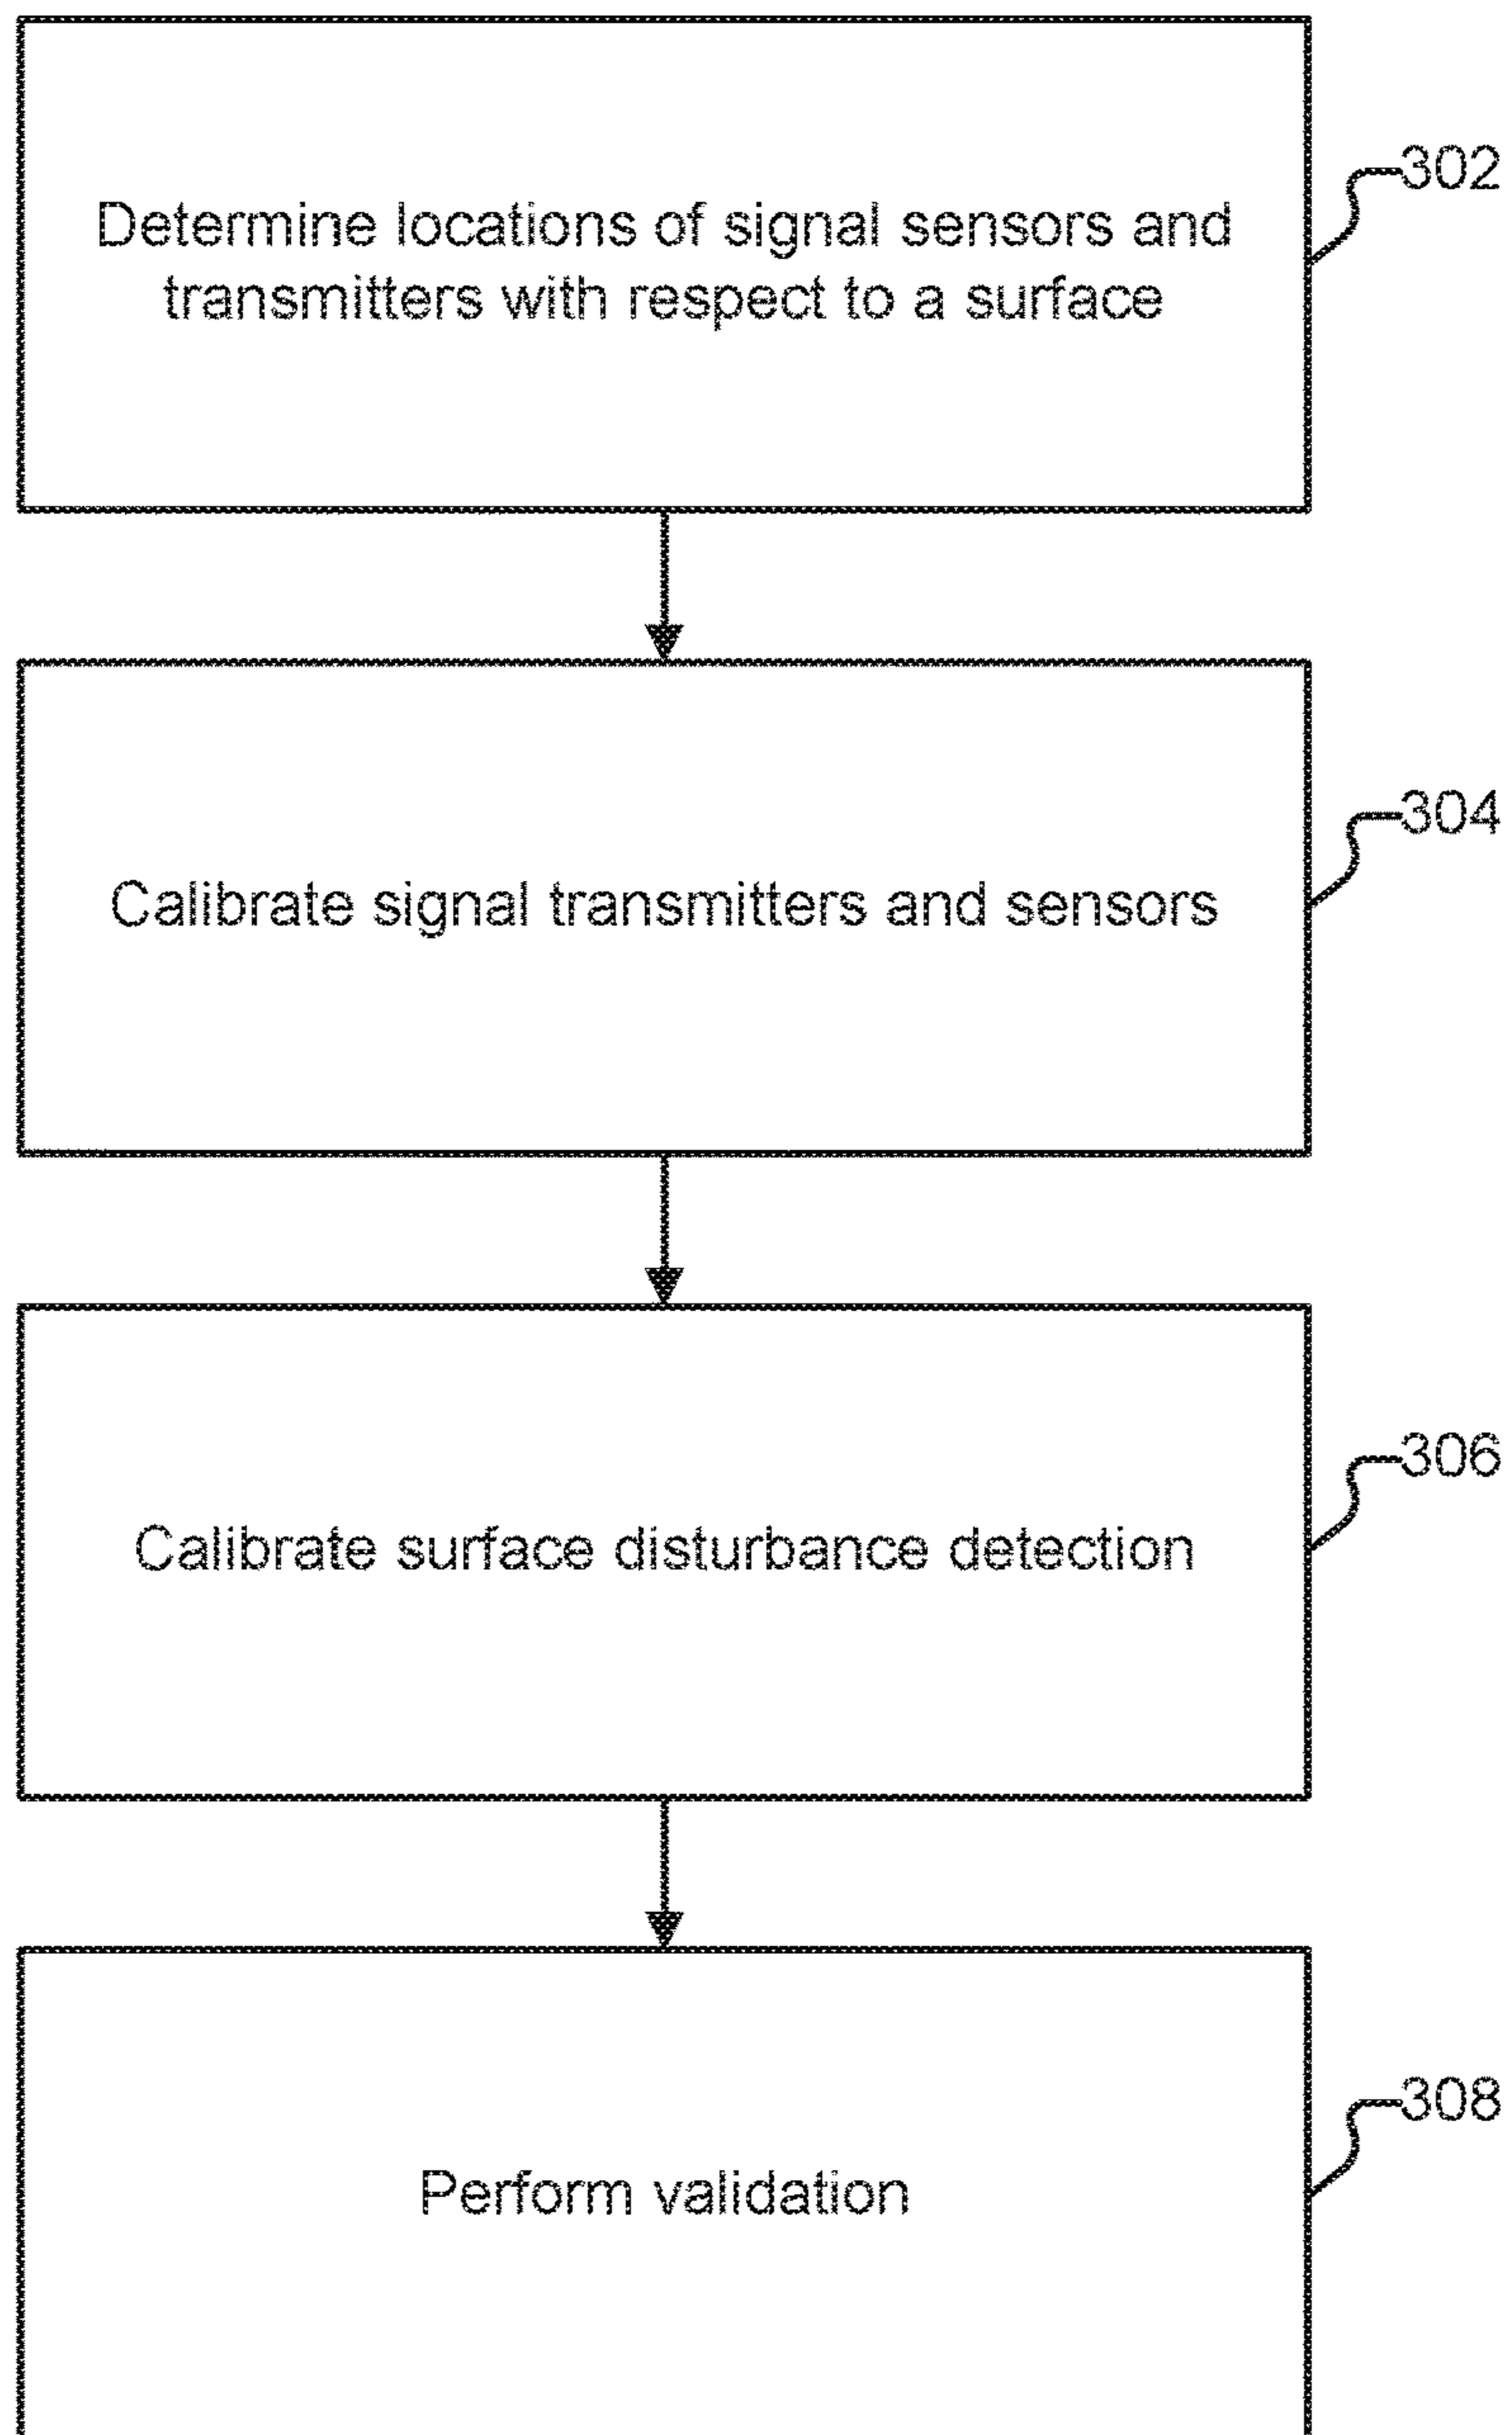 Determine locations of signal sensors and
transmitters with respect to a surface
302
Calibrate signal transmitters and sensors
304
Calibrate surface disturbance detection
306
Perform validation
308